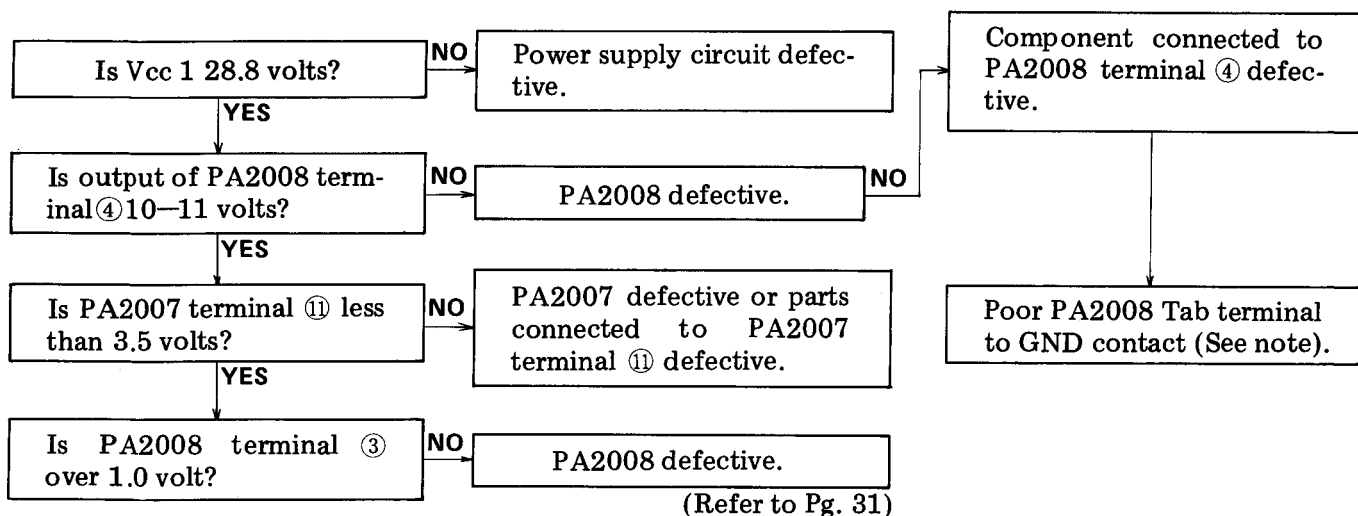 Is Vcc 1 28.8 volts?
NO
Power supply circuit defec-
tive.
YES
Is output of PA2008 ter-
minal ④ 10—11 volts?
NO
PA2008 defective.
NO
Component connected to
PA2008 terminal ④ defec-
tive.
Poor PA2008 Tab terminal
to GND contact (See note).
YES
Is PA2007 terminal ⑪ less
than 3.5 volts?
NO
PA2007 defective or parts
connected to PA2007
terminal ⑪ defective.
YES
Is PA2008 terminal ③
over 1.0 volt?
NO
PA2008 defective.
(Refer to Pg. 31)